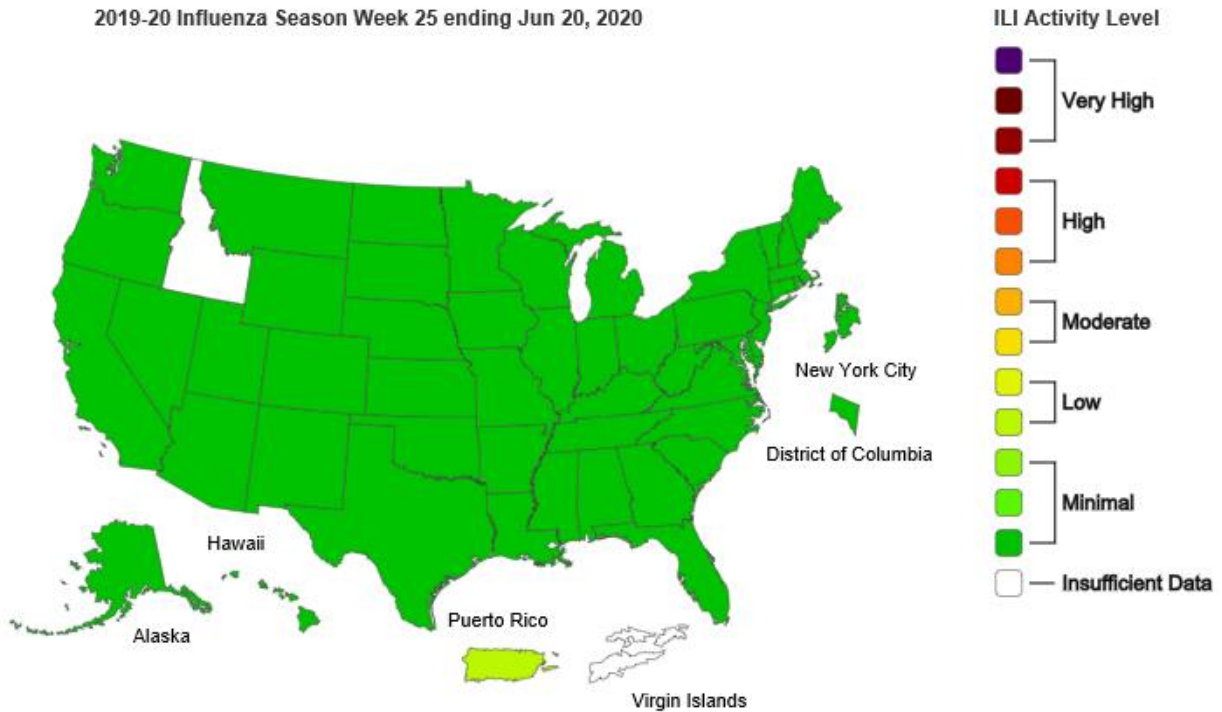 2019-20 Influenza Season Week 25 ending Jun 20, 2020
ILI Activity Level
Very High
High
Moderate
Low
Minimal
Insufficient Data
New York City
District of Columbia
Hawaii
Alaska
Puerto Rico
Virgin Islands